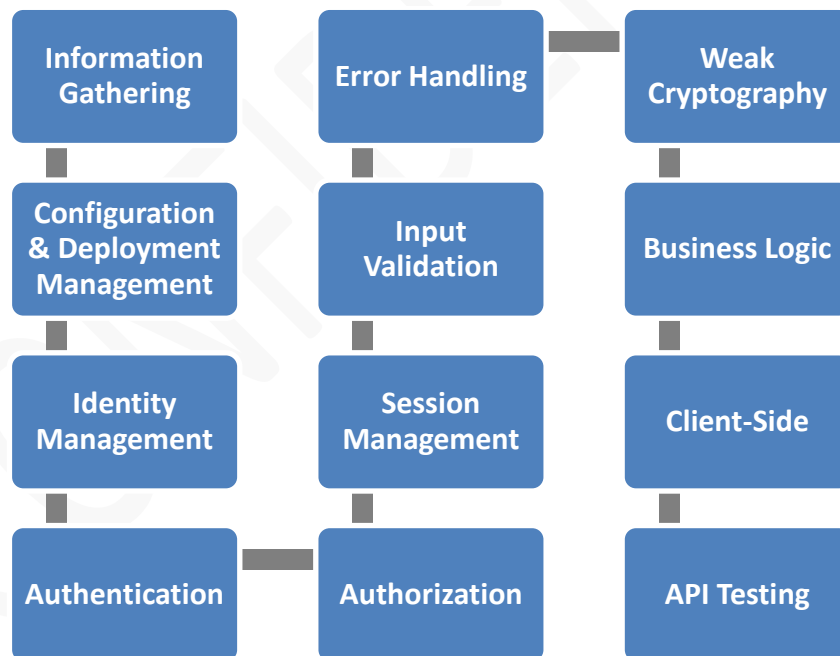 Information
Gathering
Configuration
& Deployment
Management
Identity
Management
Authentication
Authorization
Session
Management
Input
Validation
Error Handling
Weak
Cryptography
Business Logic
Client-Side
API Testing